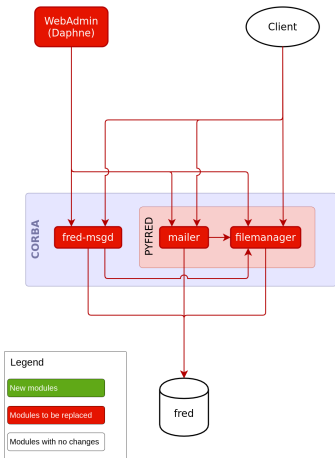 WebAdmin
(Daphne)
Client
CORBA
PYFRED
fred-msgd
mailer
filemanager
Legend
New modules
Modules to be replaced
Modules with no changes
fred